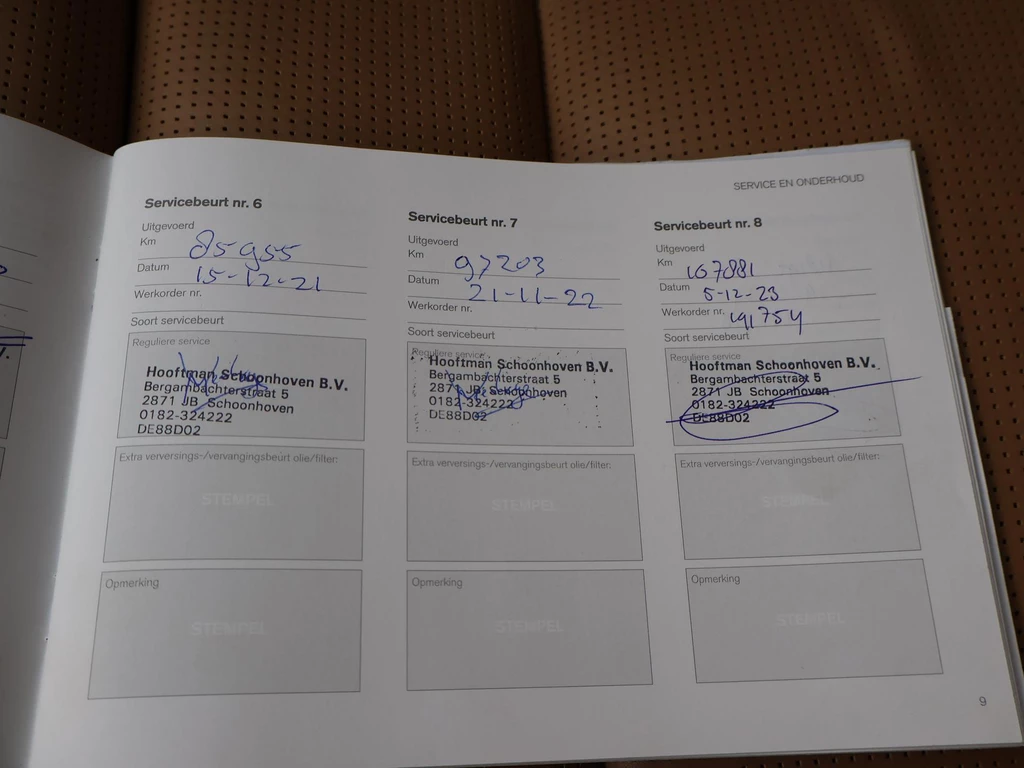 SERVICE EN ONDERHOUD
Servicebeurt nr. 6
Uitgevoerd
Km 85955
Datum 15-12-21
Werkorder nr.
Soort servicebeurt
Reguliere service
Hooftman Schoonhoven B.V.
Bergambachterstraat 5
2871 JB Schoonhoven
0182-324222
DE88D02
Extra verversings-/vervangingsbeurt olie/filter:
STEMPEL
Opmerking
STEMPEL
Servicebeurt nr. 7
Uitgevoerd
Km 97203
Datum 21-11-22
Werkorder nr.
Soort servicebeurt
Reguliere service
Hooftman Schoonhoven B.V.
Bergambachterstraat 5
2871 JB Schoonhoven
0182-324222
DE88D02
Extra verversings-/vervangingsbeurt olie/filter:
STEMPEL
Opmerking
STEMPEL
Servicebeurt nr. 8
Uitgevoerd
Km 107881
Datum 5-12-23
Werkorder nr. 191754
Soort servicebeurt
Reguliere service
Hooftman Schoonhoven B.V.
Bergambachterstraat 5
2871 JB Schoonhoven
0182-324222
DE88D02
Extra verversings-/vervangingsbeurt olie/filter:
STEMPEL
Opmerking
STEMPEL
9